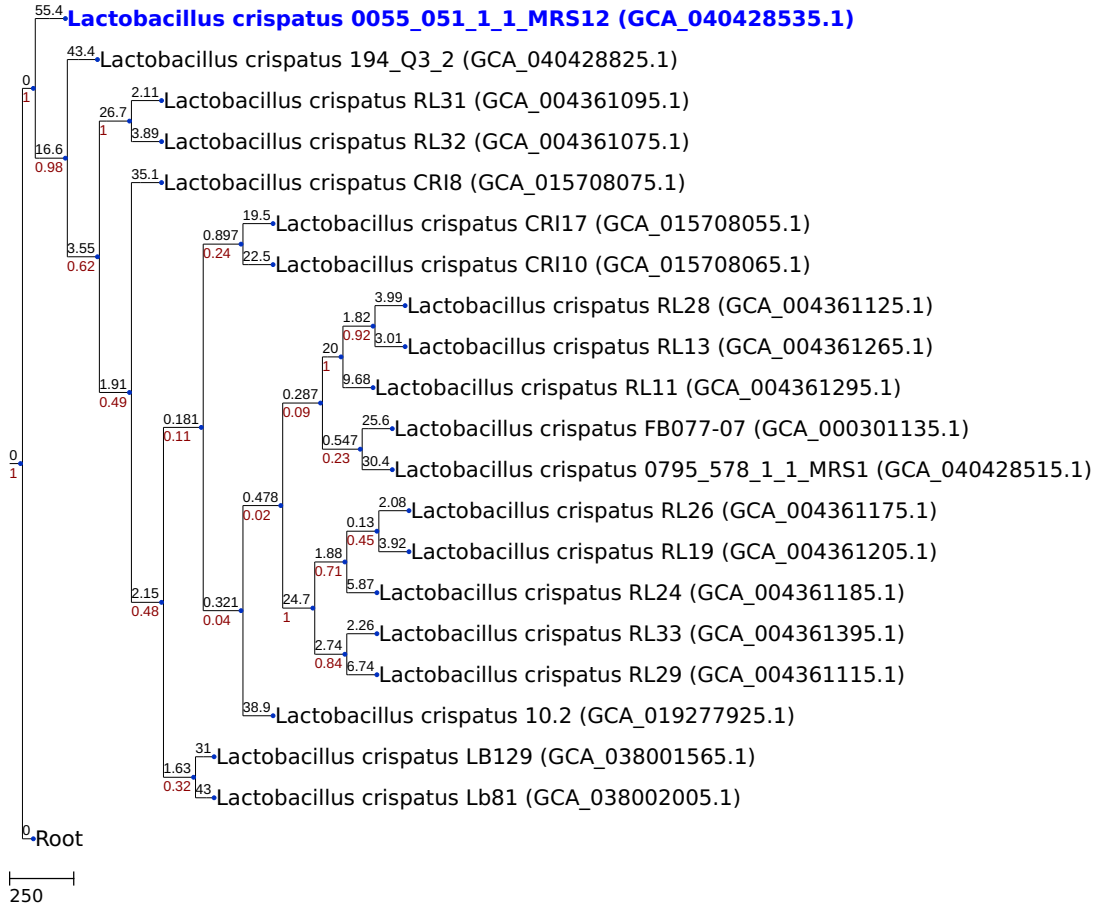 55.4 Lactobacillus crispatus 0055_051_1_1_MRS12 (GCA_040428535.1)
43.4 Lactobacillus crispatus 194_Q3_2 (GCA_040428825.1)
0
1
2.11 Lactobacillus crispatus RL31 (GCA_004361095.1)
26.7
1
3.89 Lactobacillus crispatus RL32 (GCA_004361075.1)
16.6
0.98
35.1 Lactobacillus crispatus CRI8 (GCA_015708075.1)
19.5 Lactobacillus crispatus CRI17 (GCA_015708055.1)
0.897
0.24
3.55
0.62
22.5 Lactobacillus crispatus CRI10 (GCA_015708065.1)
3.99 Lactobacillus crispatus RL28 (GCA_004361125.1)
1.82
0.92
3.01 Lactobacillus crispatus RL13 (GCA_004361265.1)
20
1
9.68 Lactobacillus crispatus RL11 (GCA_004361295.1)
1.91
0.49
0.287
0.09
25.6 Lactobacillus crispatus FB077-07 (GCA_000301135.1)
0.181
0.11
0.547
0.23
0
1
30.4 Lactobacillus crispatus 0795_578_1_1_MRS1 (GCA_040428515.1)
0.478
0.02
2.08 Lactobacillus crispatus RL26 (GCA_004361175.1)
0.13
0.45
3.92 Lactobacillus crispatus RL19 (GCA_004361205.1)
1.88
0.71
5.87 Lactobacillus crispatus RL24 (GCA_004361185.1)
2.15
0.48
0.321
0.04
24.7
1
2.26 Lactobacillus crispatus RL33 (GCA_004361395.1)
2.74
0.84
6.74 Lactobacillus crispatus RL29 (GCA_004361115.1)
38.9 Lactobacillus crispatus 10.2 (GCA_019277925.1)
31 Lactobacillus crispatus LB129 (GCA_038001565.1)
1.63
0.32
43 Lactobacillus crispatus Lb81 (GCA_038002005.1)
0 Root
250